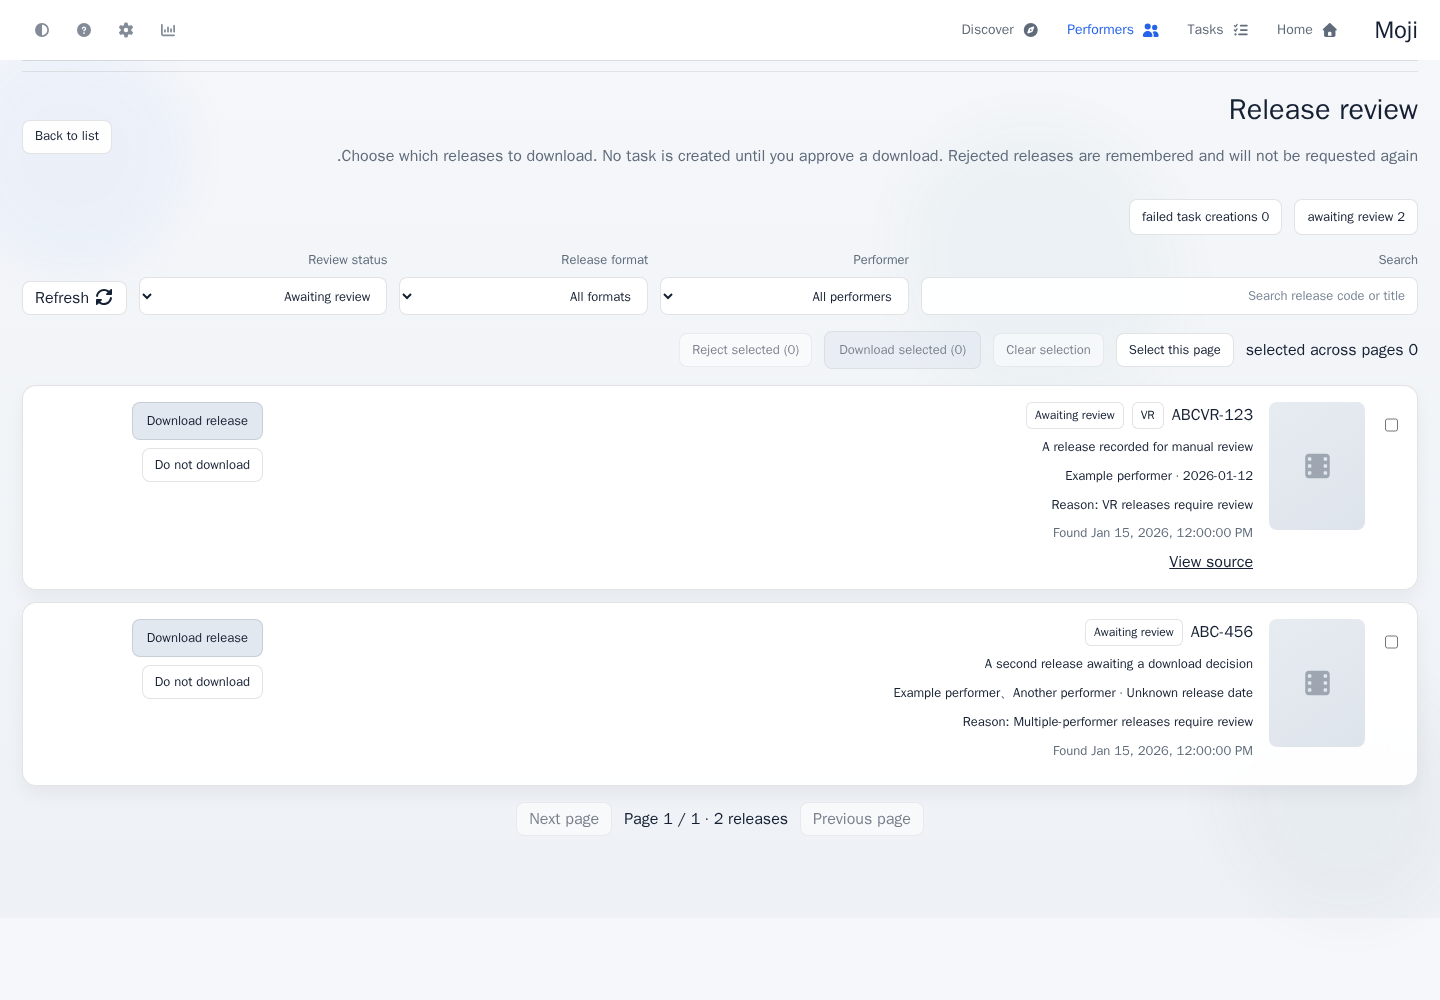 Moji
Home
Tasks
Performers
Discover
Release review
Back to list
.Choose which releases to download. No task is created until you approve a download. Rejected releases are remembered and will not be requested again
awaiting review 2
failed task creations 0
Search
Performer
Release format
Review status
Search release code or title
All performers
All formats
Awaiting review
Refresh
selected across pages 0
Select this page
Clear selection
Download selected (0)
Reject selected (0)
ABCVR-123
VR
Awaiting review
A release recorded for manual review
Example performer · 2026-01-12
Reason: VR releases require review
Found Jan 15, 2026, 12:00:00 PM
View source
Download release
Do not download
ABC-456
Awaiting review
A second release awaiting a download decision
Example performer、Another performer · Unknown release date
Reason: Multiple-performer releases require review
Found Jan 15, 2026, 12:00:00 PM
Download release
Do not download
Previous page
Page 1 / 1 · 2 releases
Next page